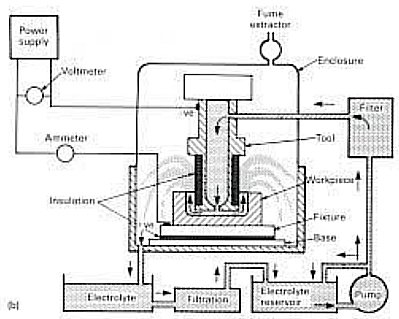 (b)
Power
supply
Voltmeter
Ammeter
Fume
extractor
Enclosure
-ve
Filter
Tool
Insulation
Workpiece
Fixture
+ve
Base
Electrolyte
Filtration
Electrolyte
reservoir
Pump
(b)